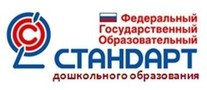 Федеральный
Государственный
Образовательный
СТАНДАРТ
дошкольного образования